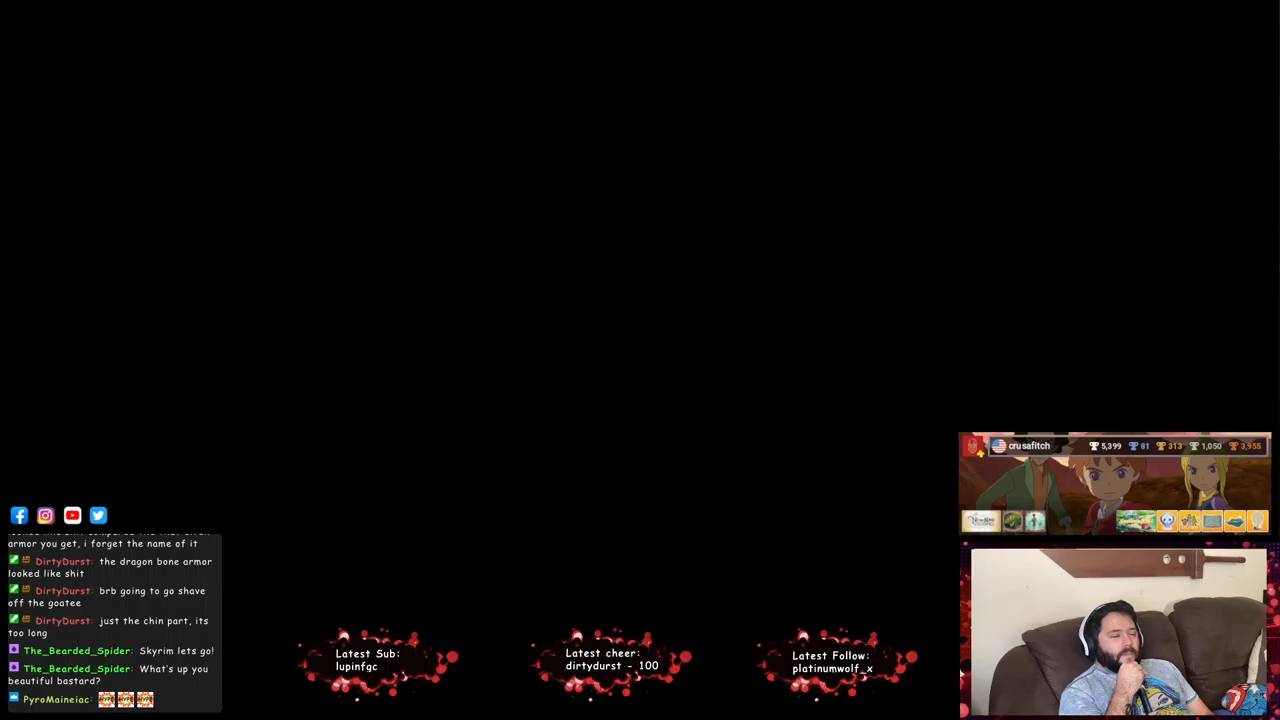 crusafitch 5,399 81 313 1,050 3,955
armor you get, i forget the name of it
DirtyDurst: the dragon bone armor
looked like shit
DirtyDurst: brb going to go shave
off the goatee
DirtyDurst: just the chin part, its
too long
The_Bearded_Spider: Skyrim lets go!
The_Bearded_Spider: What's up you
beautiful bastard?
PyroMaineiac: HYPE HYPE HYPE
Latest Sub:
lupinfgc
Latest cheer:
dirtydurst - 100
Latest Follow:
platinumwolf_x